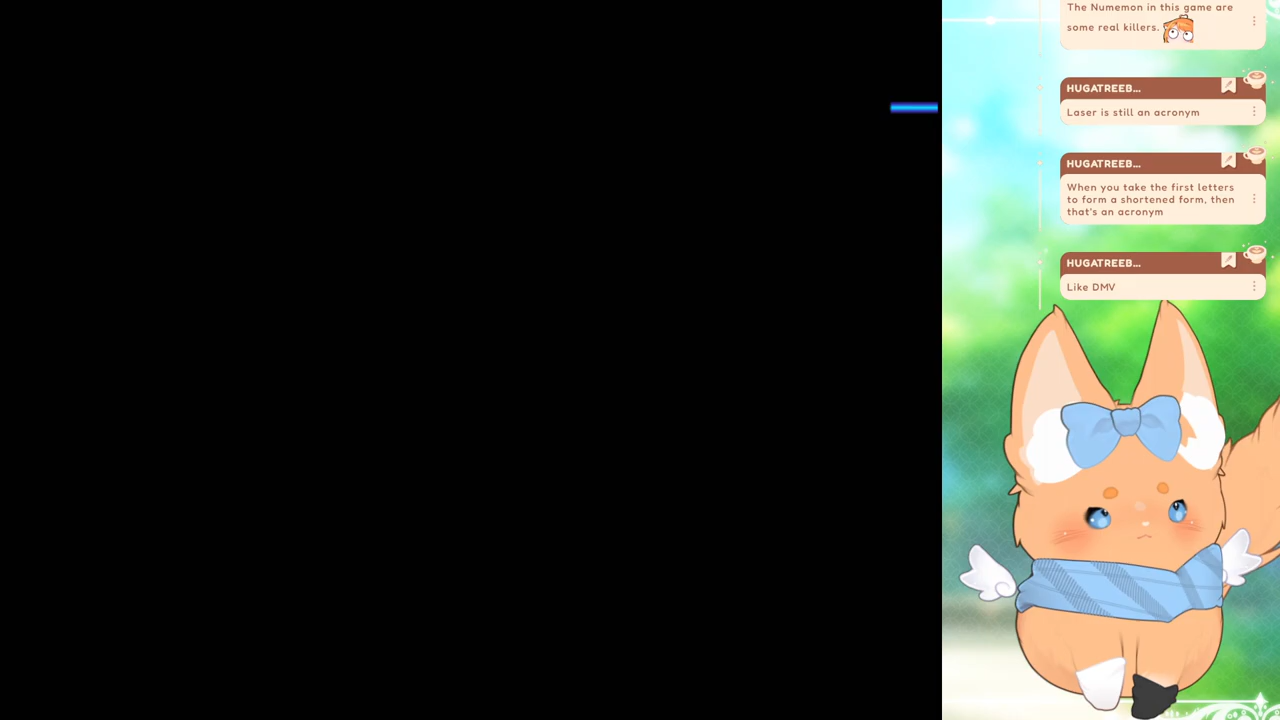 The Numemon in this game are
some real killers.
HUGATREEB...
Laser is still an acronym
HUGATREEB...
When you take the first letters
to form a shortened form, then
that's an acronym
HUGATREEB...
Like DMV